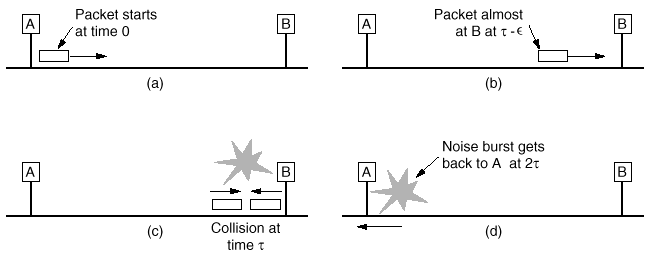 A
Packet starts
at time 0
B
(a)
A
Packet almost
at B at τ - ϵ
B
(b)
A
B
Collision at
time τ
(c)
A
Noise burst gets
back to A at 2τ
B
(d)